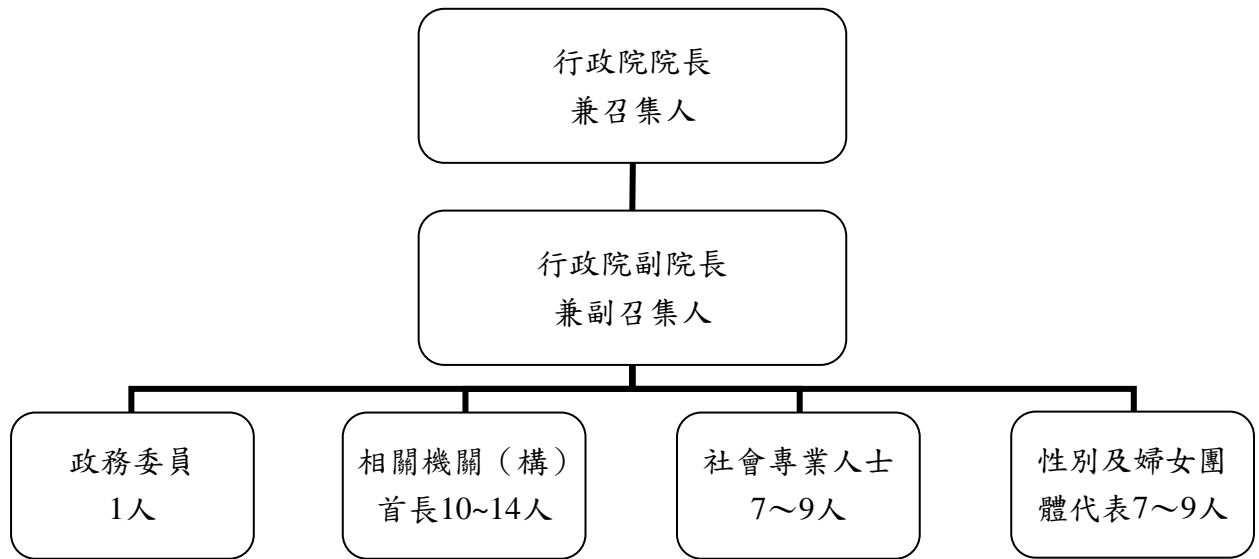 行政院院長
兼召集人
行政院副院長
兼副召集人
政務委員
1人
相關機關（構）
首長10~14人
社會專業人士
7～9人
性別及婦女團
體代表7～9人